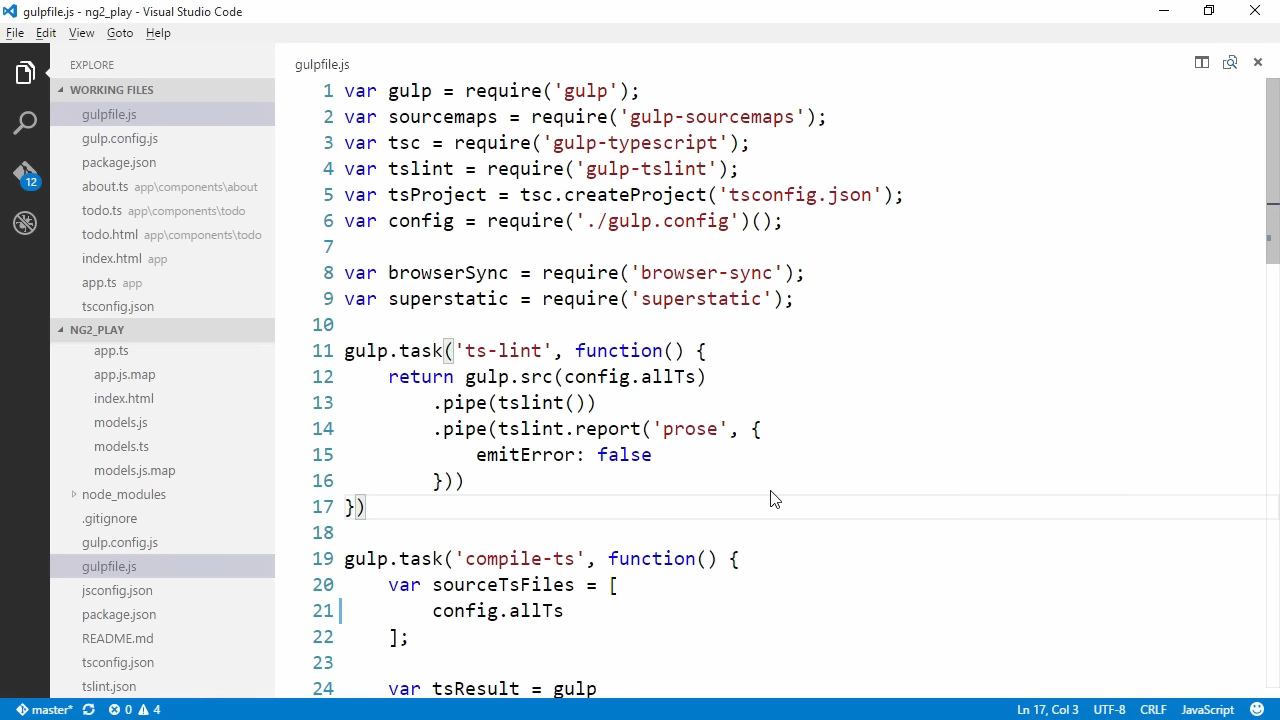 gulpfile.js - ng2_play - Visual Studio Code
File Edit View Goto Help
EXPLORE
WORKING FILES
gulpfile.js
gulp.config.js
package.json
about.ts app\components\about
todo.ts app\components\todo
todo.html app\components\todo
index.html app
app.ts app
tsconfig.json
NG2_PLAY
app.ts
app.js.map
index.html
models.js
models.ts
models.js.map
node_modules
.gitignore
gulp.config.js
gulpfile.js
jsconfig.json
package.json
README.md
tsconfig.json
tslint.json
12
gulpfile.js
1 var gulp = require('gulp');
2 var sourcemaps = require('gulp-sourcemaps');
3 var tsc = require('gulp-typescript');
4 var tslint = require('gulp-tslint');
5 var tsProject = tsc.createProject('tsconfig.json');
6 var config = require('./gulp.config')();
7
8 var browserSync = require('browser-sync');
9 var superstatic = require('superstatic');
10
11 gulp.task('ts-lint', function() {
12 return gulp.src(config.allTs)
13 .pipe(tslint())
14 .pipe(tslint.report('prose', {
15 emitError: false
16 }))
17 })
18
19 gulp.task('compile-ts', function() {
20 var sourceTsFiles = [
21 config.allTs
22 ];
23
24 var tsResult = gulp
master* 0 4 Ln 17, Col 3 UTF-8 CRLF JavaScript